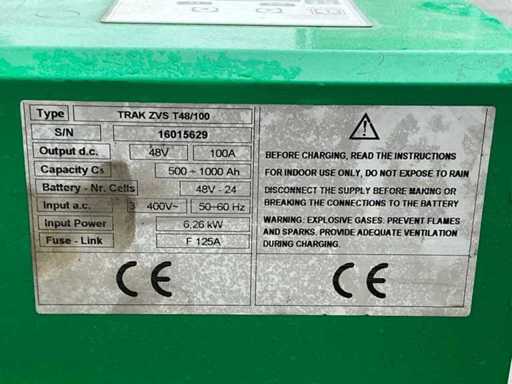 Type TRAK ZVS T48/100
S/N 16015629
Output d.c. 48V 100A
Capacity C5 500 ~ 1000 Ah
Battery - Nr. Cells 48V - 24
Input a.c. 3 400V~ 50~60 Hz
Input Power 6,26 kW
Fuse - Link F 125A
CE
BEFORE CHARGING, READ THE INSTRUCTIONS
FOR INDOOR USE ONLY, DO NOT EXPOSE TO RAIN
DISCONNECT THE SUPPLY BEFORE MAKING OR
BREAKING THE CONNECTIONS TO THE BATTERY
WARNING: EXPLOSIVE GASES. PREVENT FLAMES
AND SPARKS. PROVIDE ADEQUATE VENTILATION
DURING CHARGING.
CE